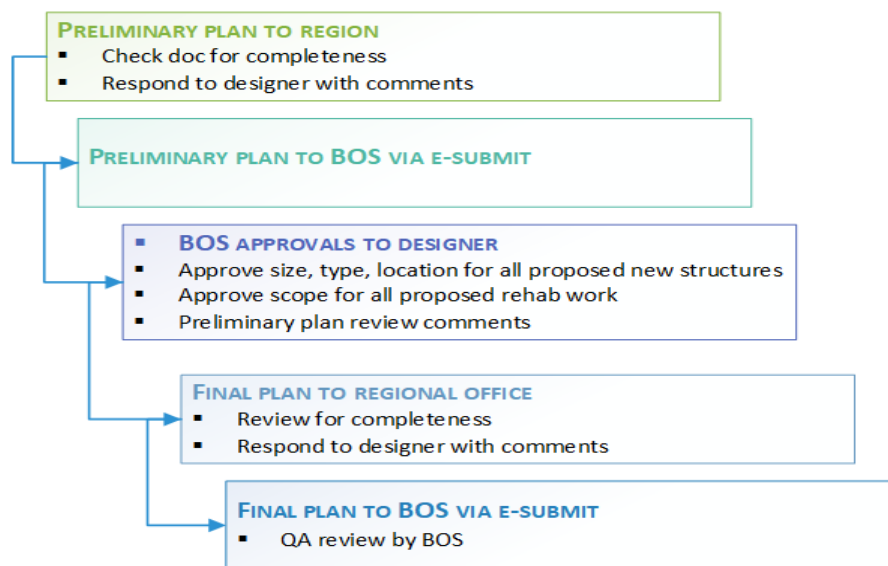 PRELIMINARY PLAN TO REGION
▪ Check doc for completeness
▪ Respond to designer with comments
PRELIMINARY PLAN TO BOS VIA E-SUBMIT
▪ BOS APPROVALS TO DESIGNER
▪ Approve size, type, location for all proposed new structures
▪ Approve scope for all proposed rehab work
▪ Preliminary plan review comments
FINAL PLAN TO REGIONAL OFFICE
▪ Review for completeness
▪ Respond to designer with comments
FINAL PLAN TO BOS VIA E-SUBMIT
▪ QA review by BOS